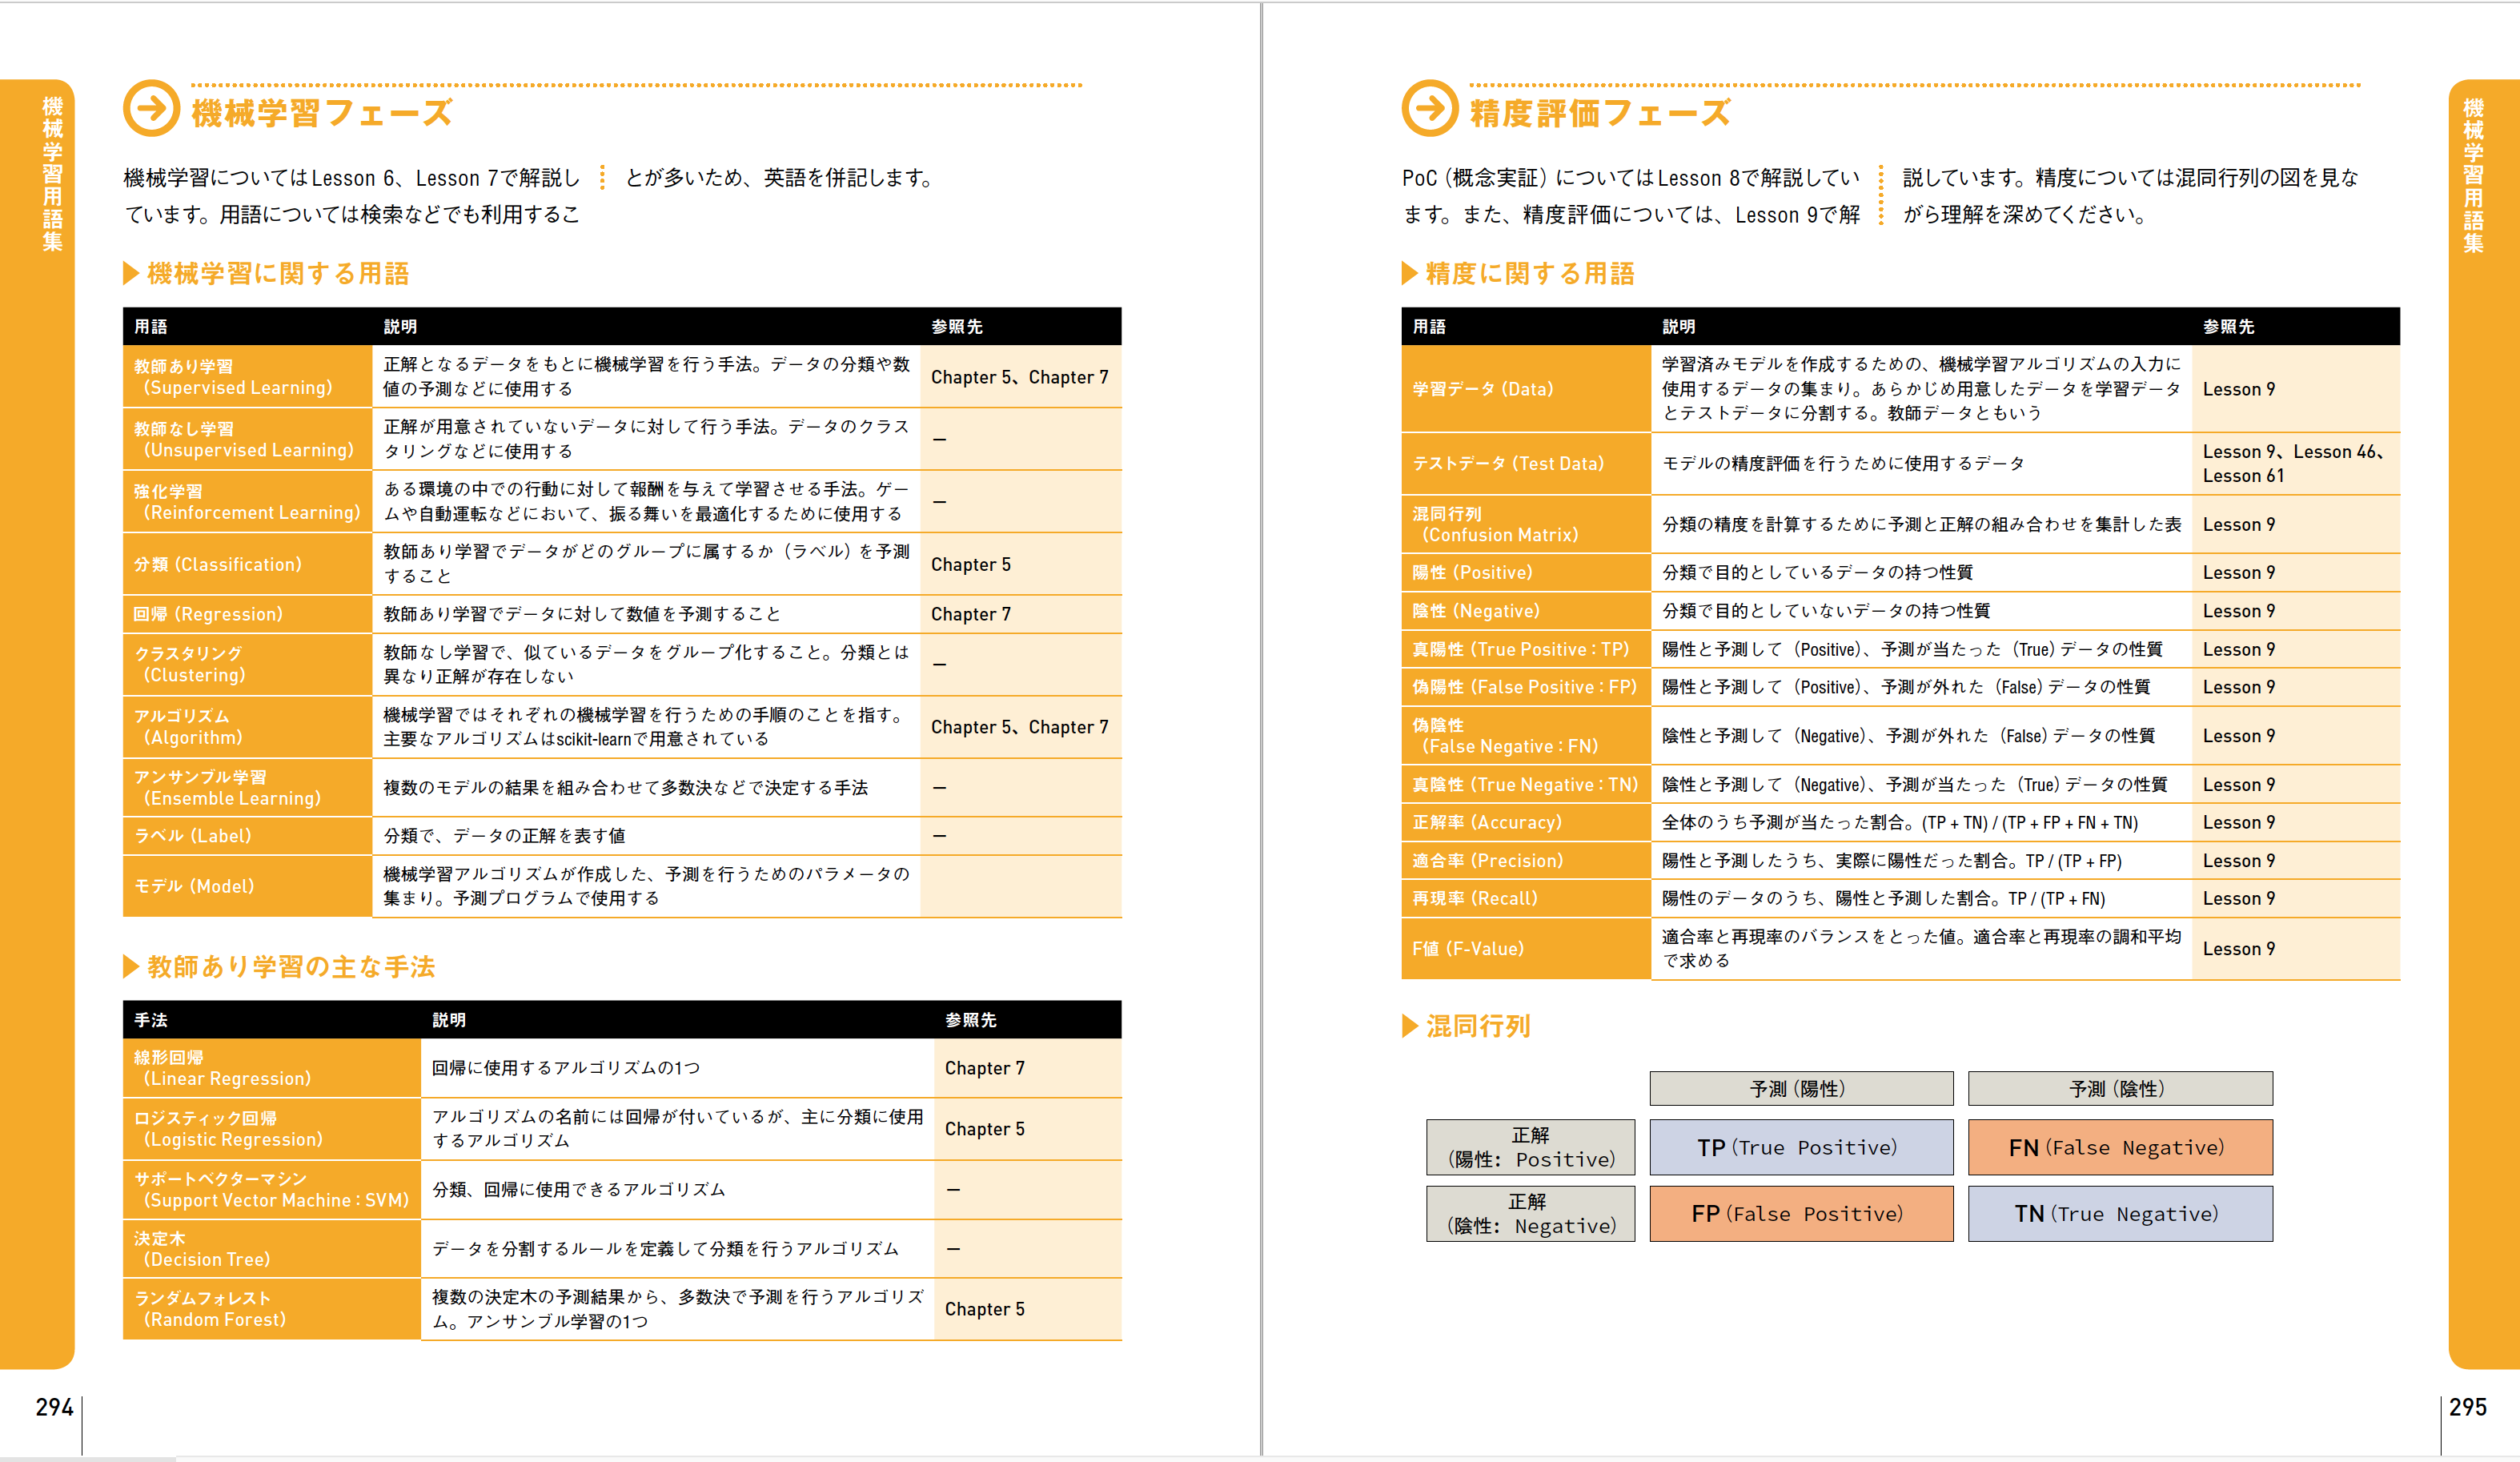 機械学習用語集
機械学習フェーズ
機械学習についてはLesson 6、Lesson 7で解説し
ています。用語については検索などでも利用するこ
とが多いため、英語を併記します。
機械学習に関する用語
用語 説明 参照先
教師あり学習
（Supervised Learning）
正解となるデータをもとに機械学習を行う手法。データの分類や数
値の予測などに使用する
Chapter 5、Chapter 7
教師なし学習
（Unsupervised Learning）
正解が用意されていないデータに対して行う手法。データのクラス
タリングなどに使用する
－
強化学習
（Reinforcement Learning）
ある環境の中での行動に対して報酬を与えて学習させる手法。ゲー
ムや自動運転などにおいて、振る舞いを最適化するために使用する
－
分類（Classification）
教師あり学習でデータがどのグループに属するか（ラベル）を予測
すること
Chapter 5
回帰（Regression）
教師あり学習でデータに対して数値を予測すること
Chapter 7
クラスタリング
（Clustering）
教師なし学習で、似ているデータをグループ化すること。分類とは
異なり正解が存在しない
－
アルゴリズム
（Algorithm）
機械学習ではそれぞれの機械学習を行うための手順のことを指す。
主要なアルゴリズムはscikit-learnで用意されている
Chapter 5、Chapter 7
アンサンブル学習
（Ensemble Learning）
複数のモデルの結果を組み合わせて多数決などで決定する手法
－
ラベル（Label）
分類で、データの正解を表す値
－
モデル（Model）
機械学習アルゴリズムが作成した、予測を行うためのパラメータの
集まり。予測プログラムで使用する
教師あり学習の主な手法
手法 説明 参照先
線形回帰
（Linear Regression）
回帰に使用するアルゴリズムの1つ
Chapter 7
ロジスティック回帰
（Logistic Regression）
アルゴリズムの名前には回帰が付いているが、主に分類に使用
するアルゴリズム
Chapter 5
サポートベクターマシン
（Support Vector Machine：SVM）
分類、回帰に使用できるアルゴリズム
－
決定木
（Decision Tree）
データを分割するルールを定義して分類を行うアルゴリズム
－
ランダムフォレスト
（Random Forest）
複数の決定木の予測結果から、多数決で予測を行うアルゴリズ
ム。アンサンブル学習の1つ
Chapter 5
294
精度評価フェーズ
PoC（概念実証）についてはLesson 8で解説してい
ます。また、精度評価については、Lesson 9で解
説しています。精度については混同行列の図を見な
がら理解を深めてください。
精度に関する用語
用語 説明 参照先
学習データ（Data）
学習済みモデルを作成するための、機械学習アルゴリズムの入力に
使用するデータの集まり。あらかじめ用意したデータを学習データ
とテストデータに分割する。教師データともいう
Lesson 9
テストデータ（Test Data）
モデルの精度評価を行うために使用するデータ
Lesson 9、Lesson 46、
Lesson 61
混同行列
（Confusion Matrix）
分類の精度を計算するために予測と正解の組み合わせを集計した表
Lesson 9
陽性（Positive）
分類で目的としているデータの持つ性質
Lesson 9
陰性（Negative）
分類で目的としていないデータの持つ性質
Lesson 9
真陽性（True Positive：TP）
陽性と予測して（Positive）、予測が当たった（True）データの性質
Lesson 9
偽陽性（False Positive：FP）
陽性と予測して（Positive）、予測が外れた（False）データの性質
Lesson 9
偽陰性
（False Negative：FN）
陰性と予測して（Negative）、予測が外れた（False）データの性質
Lesson 9
真陰性（True Negative：TN）
陰性と予測して（Negative）、予測が当たった（True）データの性質
Lesson 9
正解率（Accuracy）
全体のうち予測が当たった割合。(TP + TN) / (TP + FP + FN + TN)
Lesson 9
適合率（Precision）
陽性と予測したうち、実際に陽性だった割合。TP / (TP + FP)
Lesson 9
再現率（Recall）
陽性のデータのうち、陽性と予測した割合。TP / (TP + FN)
Lesson 9
F値（F-Value）
適合率と再現率のバランスをとった値。適合率と再現率の調和平均
で求める
Lesson 9
混同行列
予測（陽性） 予測（陰性）
正解
（陽性: Positive）
TP（True Positive） FN（False Negative）
正解
（陰性: Negative）
FP（False Positive） TN（True Negative）
機械学習用語集
295